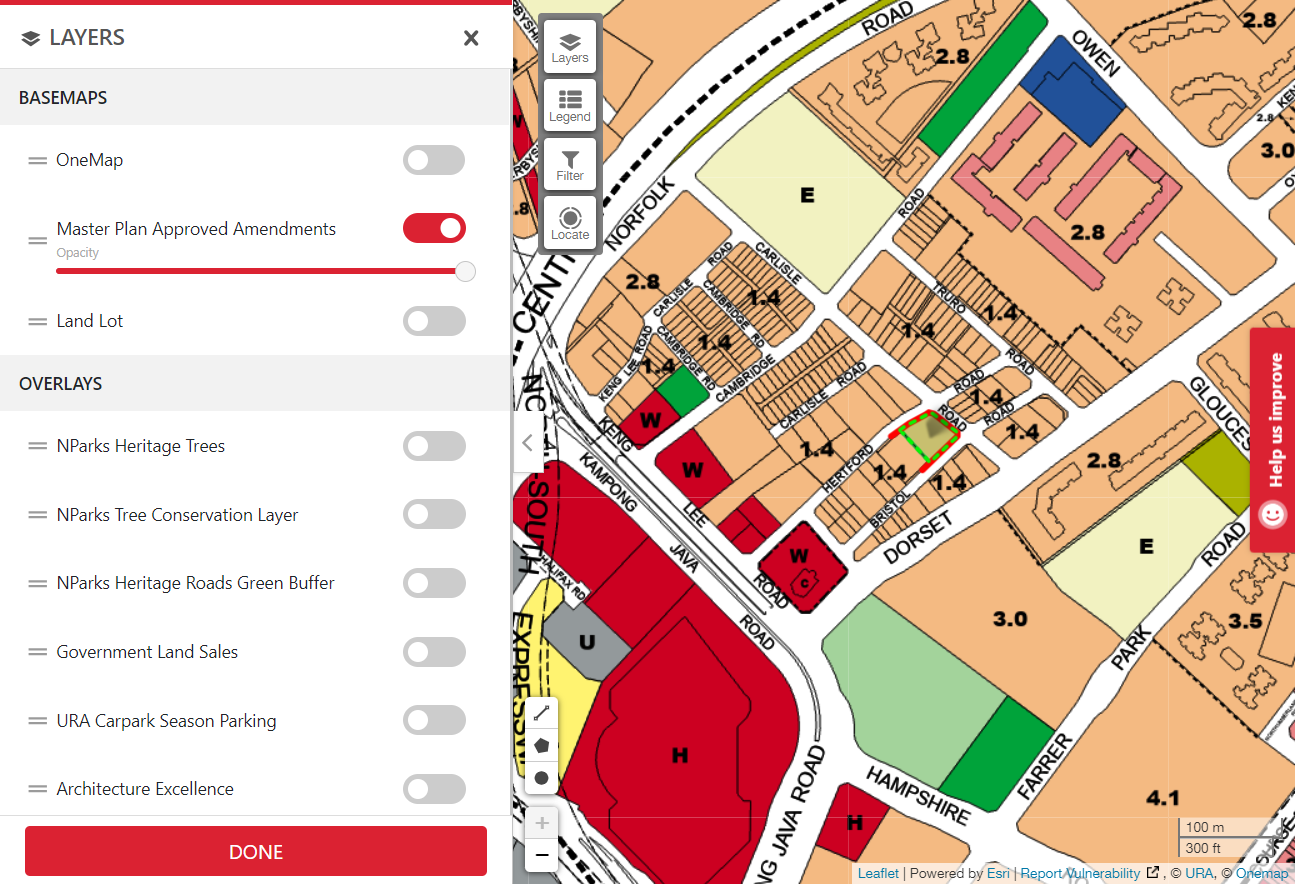 LAYERS
BASEMAPS
OneMap
Master Plan Approved Amendments
Opacity
Land Lot
OVERLAYS
NParks Heritage Trees
NParks Tree Conservation Layer
NParks Heritage Roads Green Buffer
Government Land Sales
URA Carpark Season Parking
Architecture Excellence
DONE
Layers
Legend
Filter
Locate
ROAD
2.8
OWEN
2.8
2.8
3.0
E
NORFOLK
ROAD
2.8
2.8
ROAD
CARLISLE
CARLISLE
CAMBRIDGE RD
1.4
TRURO
1.4
1.4
ROAD
KENG LEE ROAD
1.4
CAMBRIDGE RD
1.4
CAMBRIDGE
CARLISLE
ROAD
ROAD
1.4
ROAD
ROAD
1.4
W
KENG
W
1.4
HERTFORD
1.4
BRISTOL
1.4
2.8
GLOUCES
KAMPONG
LEE
JAVA
ROAD
W
C
ROAD
DORSET
E
ROAD
PARK
3.0
3.5
HALIFAX RD
U
H
H
HAMPSHIRE
FARRER
4.1
NG JAVA ROAD
Help us improve
100 m
300 ft
+
−
Leaflet | Powered by Esri | Report Vulnerability , © URA, © Onemap